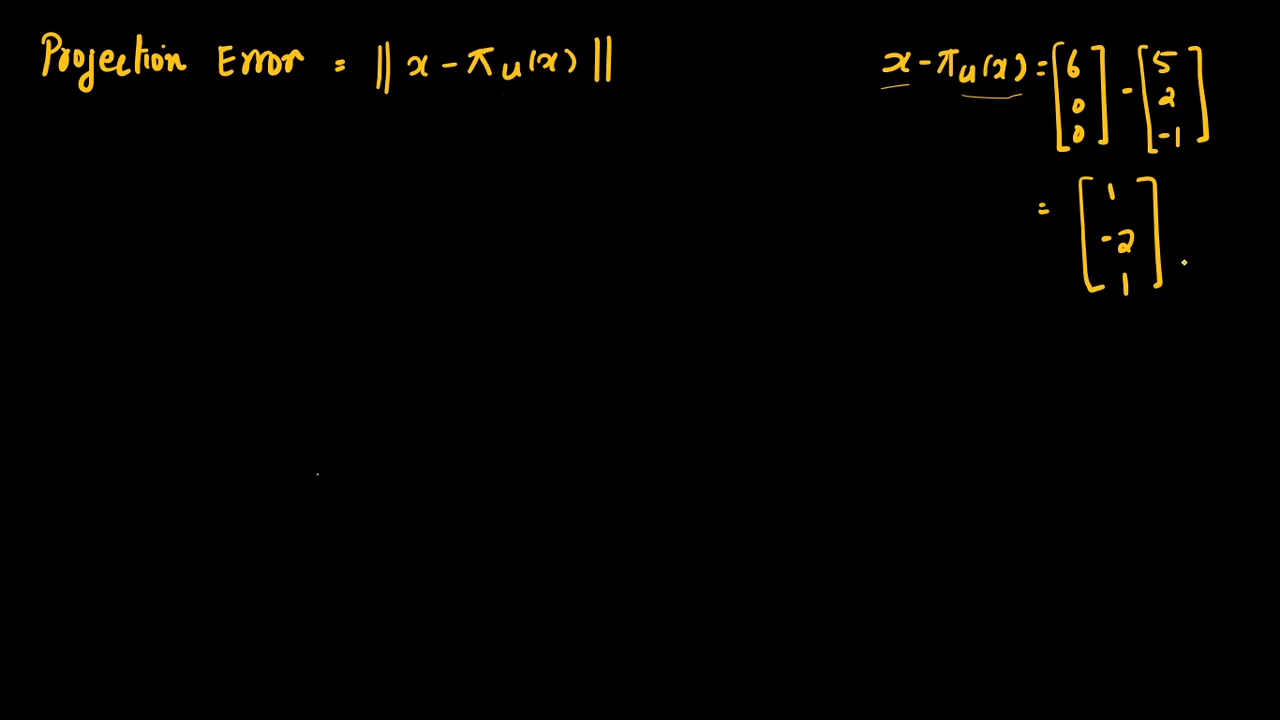 Projection Error = || x - π_u(x) ||
x - π_u(x) = [6 0 0] - [5 2 -1]
= [1 -2 1]